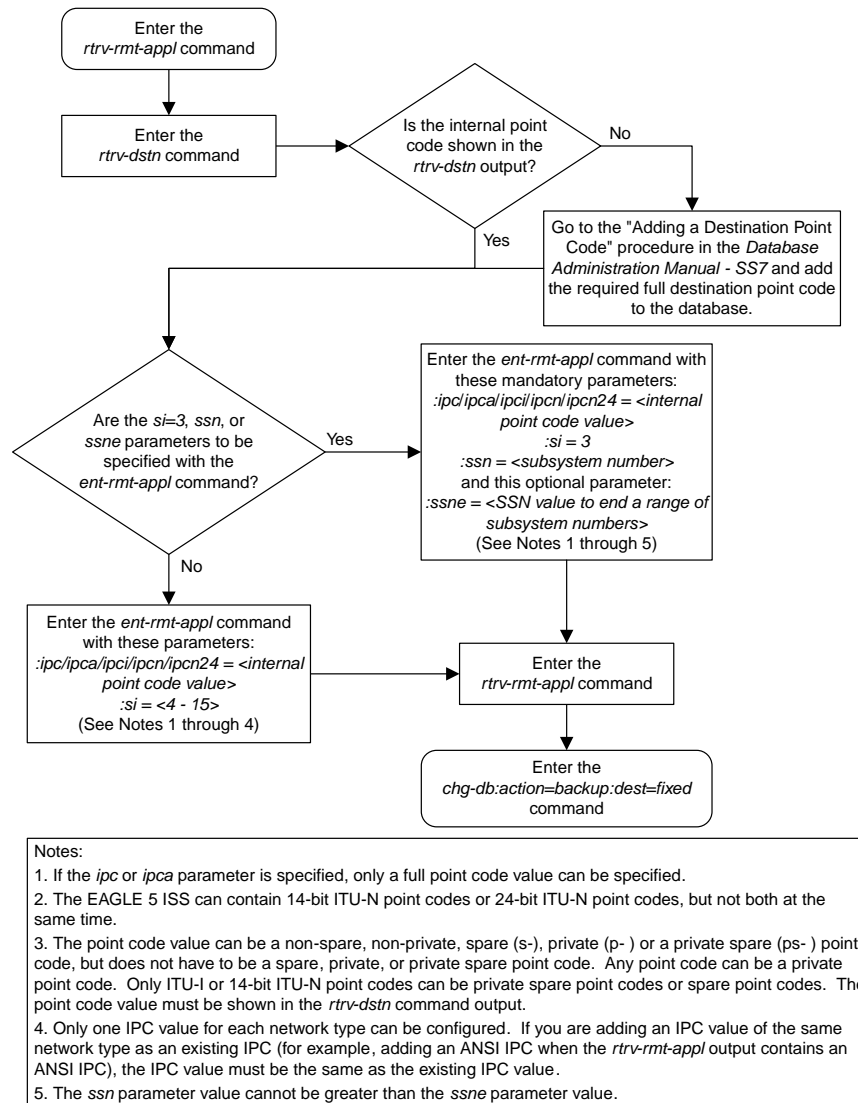 Enter the
rtrv-rmt-appl
command
Enter the
rtrv-dstn command
Is the internal point
code shown in the
rtrv-dstn output?
No
Yes
Go to the "Adding a Destination Point
Code" procedure in the Database
Administration Manual - SS7 and add
the required full destination point code
to the database.
Are the si=3, ssn, or
ssne parameters to be
specified with the
ent-rmt-appl command?
Yes
No
Enter the ent-rmt-appl command with
these mandatory parameters:
:ipc/ipca/ipci/ipcn/ipcn24 = <internal
point code value>
:si = 3
:ssn = <subsystem number>
and this optional parameter:
:ssne = <SSN value to end a range of
subsystem numbers>
(See Notes 1 through 5)
Enter the ent-rmt-appl command
with these parameters:
:ipc/ipca/ipci/ipcn/ipcn24 = <internal
point code value>
:si = <4 - 15>
(See Notes 1 through 4)
Enter the
rtrv-rmt-appl command
Enter the
chg-db:action=backup:dest=fixed
command
Notes:
1. If the ipc or ipca parameter is specified, only a full point code value can be specified.
2. The EAGLE 5 ISS can contain 14-bit ITU-N point codes or 24-bit ITU-N point codes, but not both at the
same time.
3. The point code value can be a non-spare, non-private, spare (s-), private (p- ) or a private spare (ps- ) point
code, but does not have to be a spare, private, or private spare point code. Any point code can be a private
point code. Only ITU-I or 14-bit ITU-N point codes can be private spare point codes or spare point codes. The
point code value must be shown in the rtrv-dstn command output.
4. Only one IPC value for each network type can be configured. If you are adding an IPC value of the same
network type as an existing IPC (for example, adding an ANSI IPC when the rtrv-rmt-appl output contains an
ANSI IPC), the IPC value must be the same as the existing IPC value.
5. The ssn parameter value cannot be greater than the ssne parameter value.